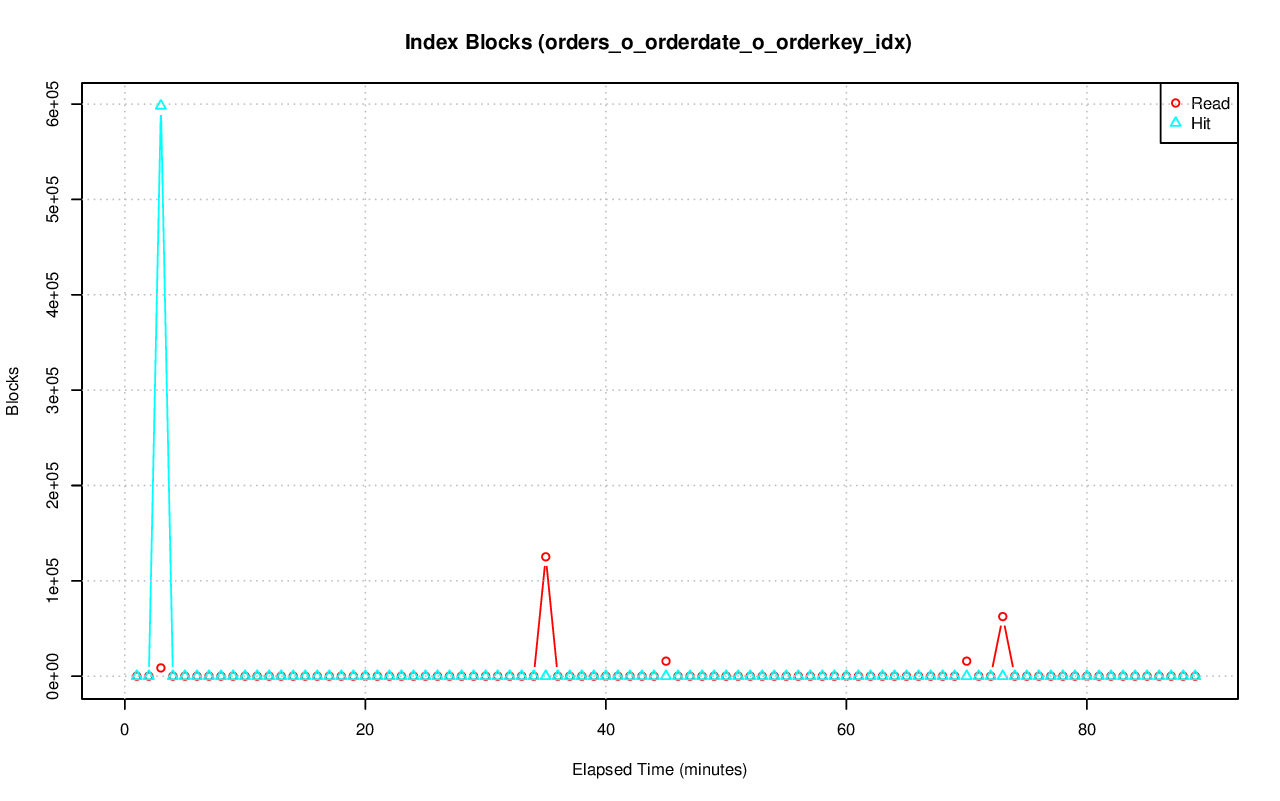 Index Blocks (orders_o_orderdate_o_orderkey_idx)
Read
Hit
6e+05
5e+05
4e+05
3e+05
2e+05
1e+05
0e+00
Blocks
0 20 40 60 80
Elapsed Time (minutes)